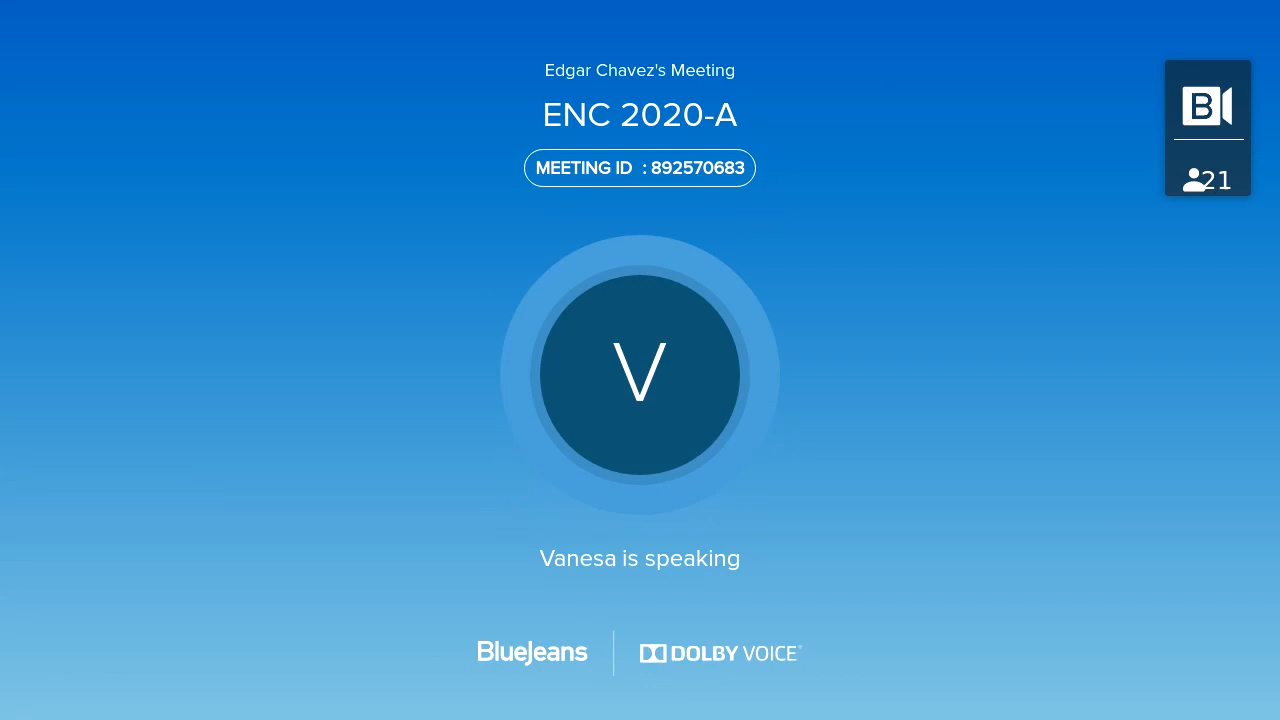 Edgar Chavez's Meeting
ENC 2020-A
MEETING ID : 892570683
B
21
V
Vanesa is speaking
BlueJeans
DOLBY VOICE